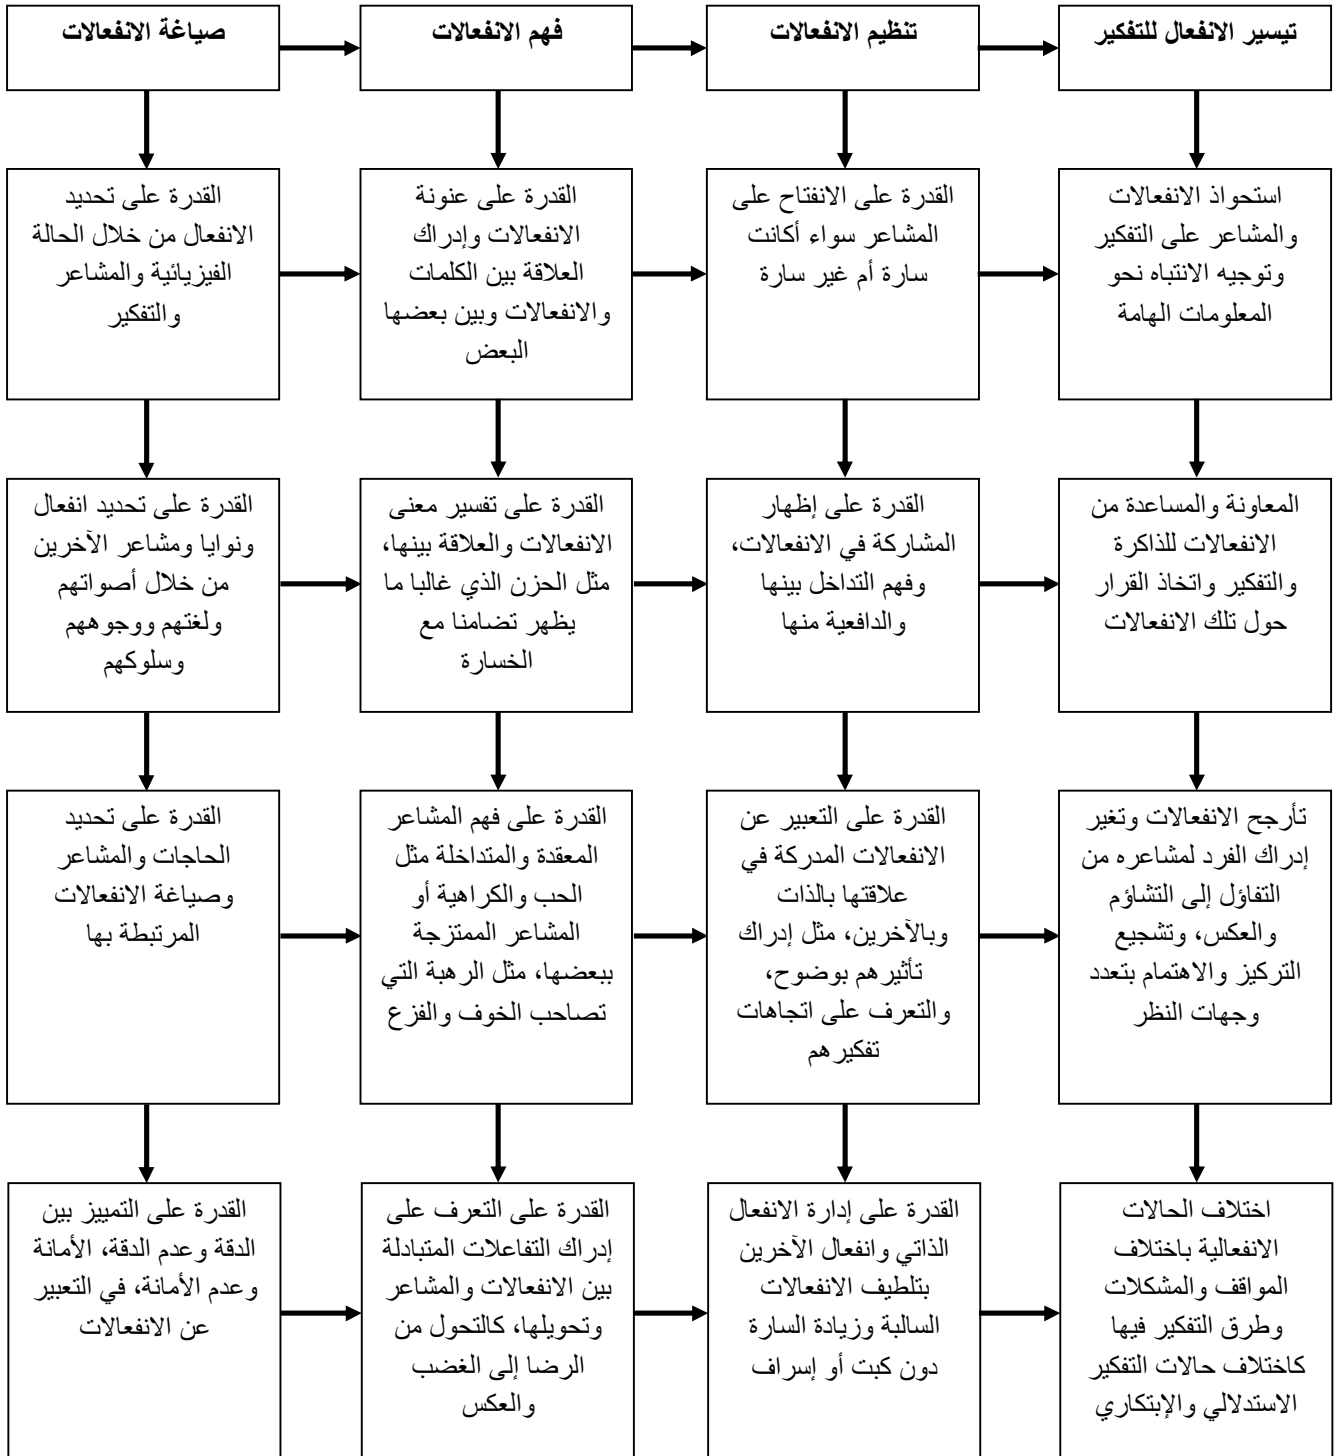 صياغة الانفعالات
فهم الانفعالات
تنظيم الانفعالات
تيسير الانفعال للتفكير
القدرة على تحديد
الانفعال من خلال الحالة
الفيزيائية والمشاعر
والتفكير
القدرة على عنونة
الانفعالات وإدراك
العلاقة بين الكلمات
والانفعالات وبين بعضها
البعض
القدرة على الانفتاح على
المشاعر سواء أكانت
سارة أم غير سارة
استحواذ الانفعالات
والمشاعر على التفكير
وتوجيه الانتباه نحو
المعلومات الهامة
القدرة على تحديد انفعال
ونوايا ومشاعر الآخرين
من خلال أصواتهم
ولغتهم ووجوههم
وسلوكهم
القدرة على تفسير معنى
الانفعالات والعلاقة بينها،
مثل الحزن الذي غالبا ما
يظهر تضامنا مع
الخسارة
القدرة على إظهار
المشاركة في الانفعالات،
وفهم التداخل بينها
والدافعية منها
المعاونة والمساعدة من
الانفعالات للذاكرة
والتفكير واتخاذ القرار
حول تلك الانفعالات
القدرة على تحديد
الحاجات والمشاعر
وصياغة الانفعالات
المرتبطة بها
القدرة على فهم المشاعر
المعقدة والمتداخلة مثل
الحب والكراهية أو
المشاعر الممتزجة
ببعضها، مثل الرهبة التي
تصاحب الخوف والفزع
القدرة على التعبير عن
الانفعالات المدركة في
علاقتها بالذات
وبالآخرين، مثل إدراك
تأثيرهم بوضوح،
والتعرف على اتجاهات
تفكيرهم
تأرجح الانفعالات وتغير
إدراك الفرد لمشاعره من
التفاؤل إلى التشاؤم
والعكس، وتشجيع
التركيز والاهتمام بتعدد
وجهات النظر
القدرة على التمييز بين
الدقة وعدم الدقة، الأمانة
وعدم الأمانة، في التعبير
عن الانفعالات
القدرة على التعرف على
إدراك التفاعلات المتبادلة
بين الانفعالات والمشاعر
وتحويلها، كالتحول من
الرضا إلى الغضب
والعكس
القدرة على إدارة الانفعال
الذاتي وانفعال الآخرين
بتلطيف الانفعالات
السالبة وزيادة السارة
دون كبت أو إسراف
اختلاف الحالات
الانفعالية باختلاف
المواقف والمشكلات
وطرق التفكير فيها
كاختلاف حالات التفكير
الاستدلالي والإبتكاري